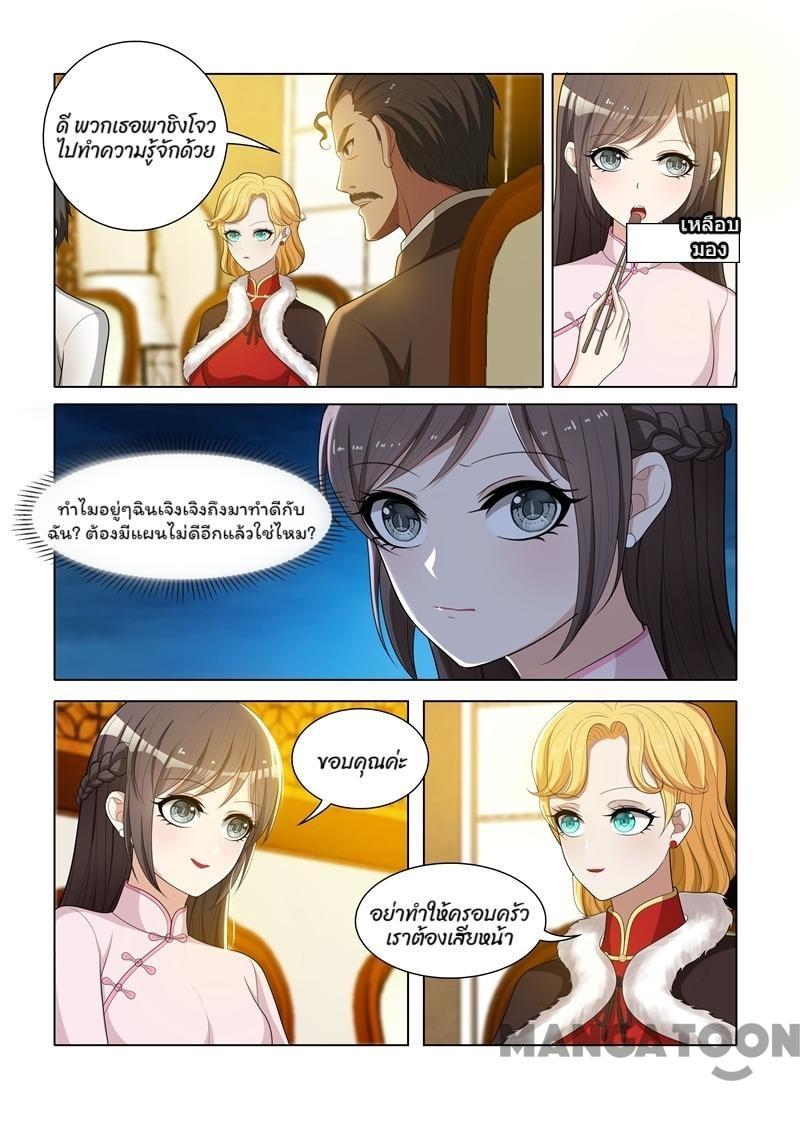 ดี พวกเธอพาชิงโจว
ไปทำความรู้จักด้วย
เหลือบ
มอง
ทำไมอยู่ๆฉินเจิงเจิงถึงมาทำดีกับ
ฉัน? ต้องมีแผนไม่ดีอีกแล้วใช่ไหม?
ขอบคุณค่ะ
อย่าทำให้ครอบครัว
เราต้องเสียหน้า
MANGATOON